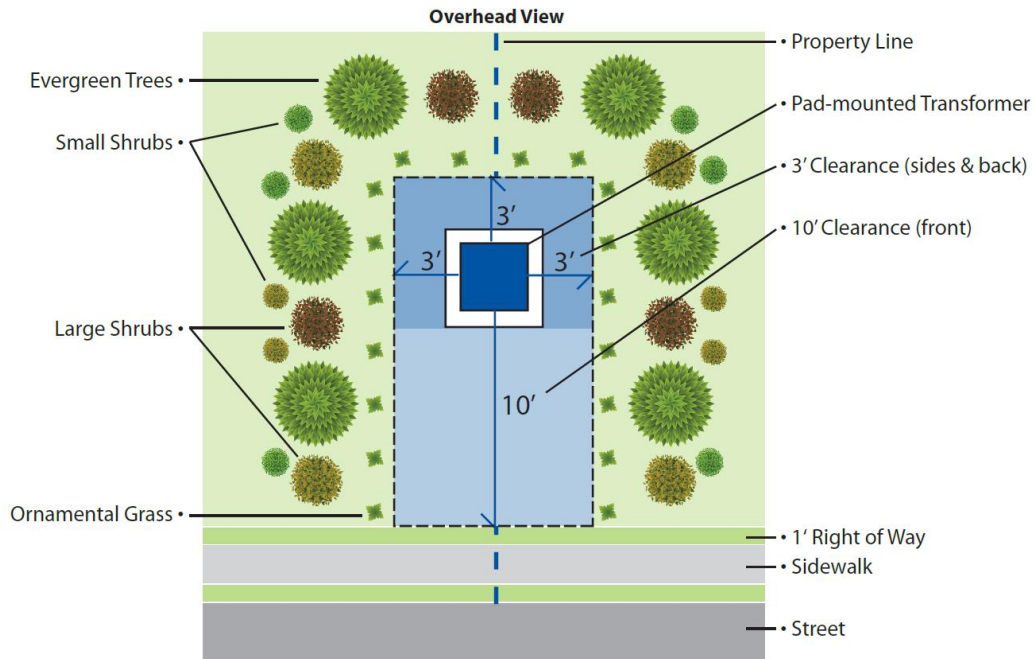 Overhead View
Evergreen Trees •
Small Shrubs •
Large Shrubs •
Ornamental Grass •
• Property Line
• Pad-mounted Transformer
• 3’ Clearance (sides & back)
• 10’ Clearance (front)
3’
3’
3’
10’
• 1’ Right of Way
• Sidewalk
• Street